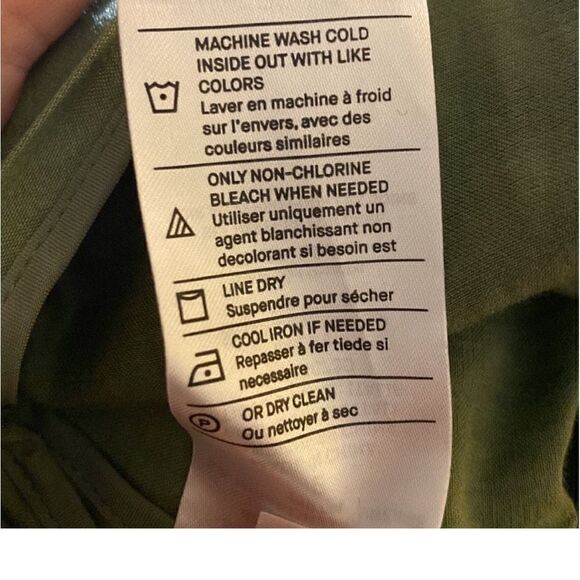 MACHINE WASH COLD
INSIDE OUT WITH LIKE
COLORS
Laver en machine à froid
sur l'envers, avec des
couleurs similaires
ONLY NON-CHLORINE
BLEACH WHEN NEEDED
Utiliser uniquement un
agent blanchissant non
decolorant si besoin est
LINE DRY
Suspendre pour sécher
COOL IRON IF NEEDED
Repasser à fer tiede si
necessaire
P
OR DRY CLEAN
Ou nettoyer à sec